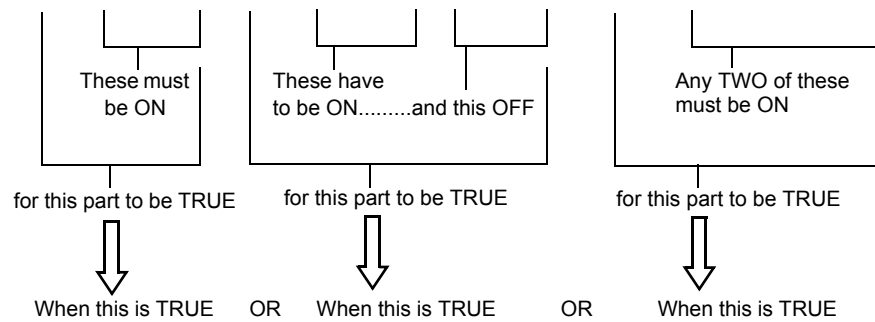 These must
be ON
These have
to be ON.........and this OFF
Any TWO of these
must be ON
for this part to be TRUE
for this part to be TRUE
for this part to be TRUE
When this is TRUE OR When this is TRUE OR When this is TRUE